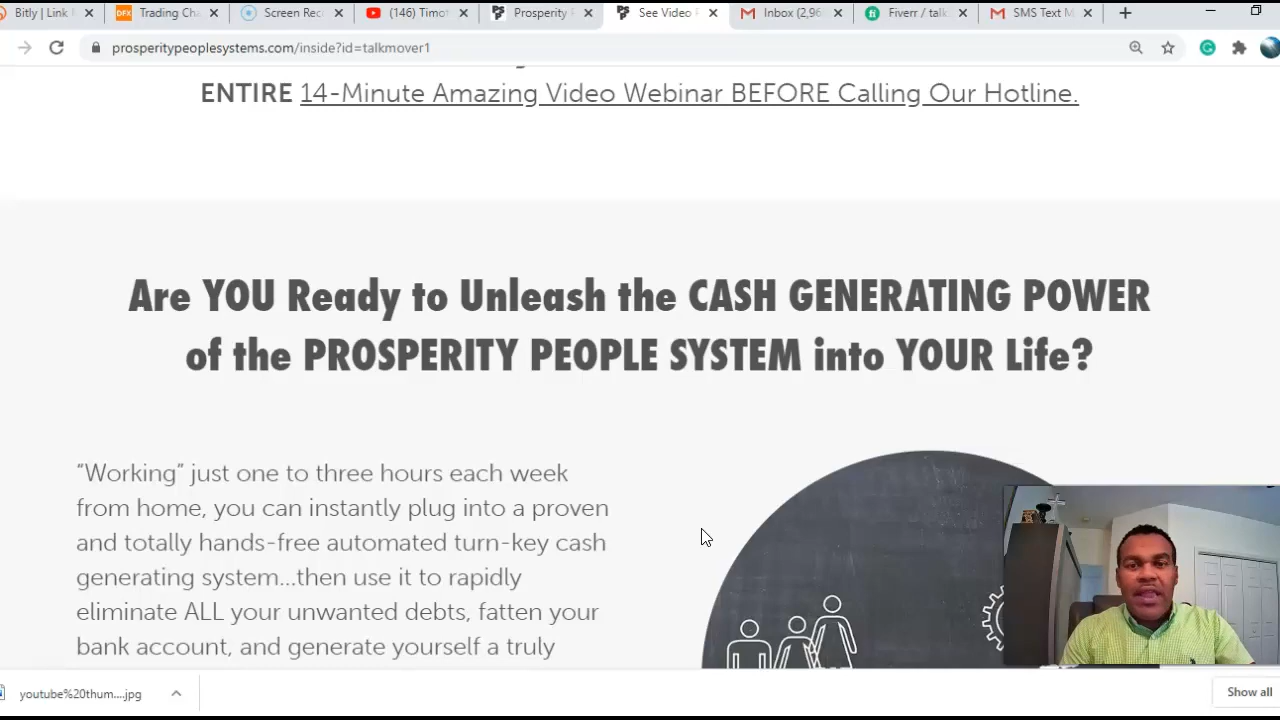 Bitly | Link
Trading Cha
Screen Rec
(146) Timot
Prosperity P
See Video P
Inbox (2,96
Fiverr / talk
SMS Text M
prosperitypeoplesystems.com/inside?id=talkmover1
ENTIRE 14-Minute Amazing Video Webinar BEFORE Calling Our Hotline.
Are YOU Ready to Unleash the CASH GENERATING POWER
of the PROSPERITY PEOPLE SYSTEM into YOUR Life?
“Working” just one to three hours each week
from home, you can instantly plug into a proven
and totally hands-free automated turn-key cash
generating system...then use it to rapidly
eliminate ALL your unwanted debts, fatten your
bank account, and generate yourself a truly
youtube%20thum....jpg
Show all